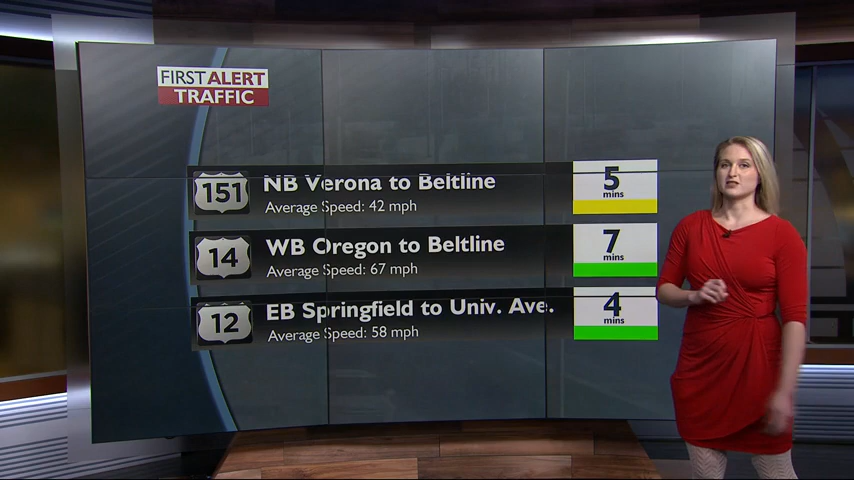 FIRST ALERT
TRAFFIC
151
NB Verona to Beltline
Average Speed: 42 mph
5
mins
14
WB Oregon to Beltline
Average Speed: 67 mph
7
mins
12
EB Springfield to Univ. Ave.
Average Speed: 58 mph
4
mins